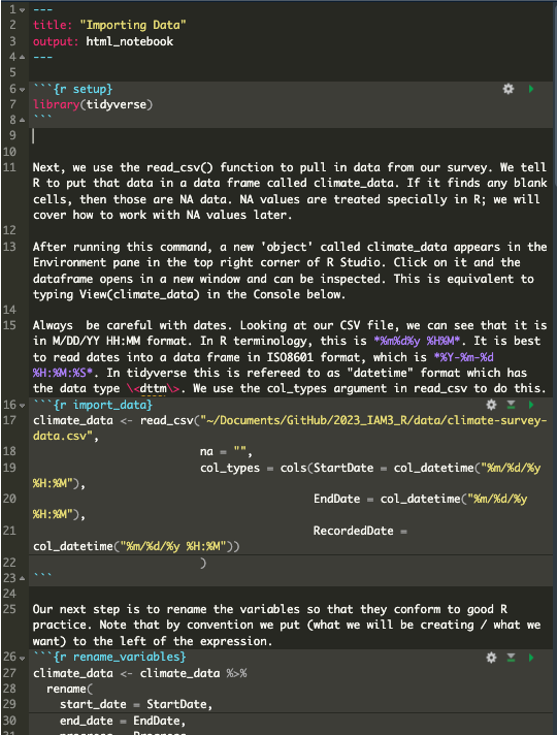 1 ---
2 title: "Importing Data"
3 output: html_notebook
4 ---
5
6 ```{r setup}
7 library(tidyverse)
8 ```
9
10
11 Next, we use the read_csv() function to pull in data from our survey. We tell
R to put that data in a data frame called climate_data. If it finds any blank
cells, then those are NA data. NA values are treated specially in R; we will
cover how to work with NA values later.
12
13 After running this command, a new 'object' called climate_data appears in the
Environment pane in the top right corner of R Studio. Click on it and the
dataframe opens in a new window and can be inspected. This is equivalent to
typing View(climate_data) in the Console below.
14
15 Always  be careful with dates. Looking at our CSV file, we can see that it is
in M/DD/YY HH:MM format. In R terminology, this is *%m%d%y %H%M*. It is best
to read dates into a data frame in ISO8601 format, which is *%Y-%m-%d
%H:%M:%S*. In tidyverse this is refereed to as "datetime" format which has
the data type \<dttm\>. We use the col_types argument in read_csv to do this.
16 ```{r import_data}
17 climate_data <- read_csv("~/Documents/GitHub/2023_IAM3_R/data/climate-survey-
data.csv",
18 na = "",
19 col_types = cols(StartDate = col_datetime("%m/%d/%y
%H:%M"),
20 EndDate = col_datetime("%m/%d/%y
%H:%M"),
21 RecordedDate =
col_datetime("%m/%d/%y %H:%M"))
22 )
23 ```
24
25 Our next step is to rename the variables so that they conform to good R
practice. Note that by convention we put (what we will be creating / what we
want) to the left of the expression.
26 ```{r rename_variables}
27 climate_data <- climate_data %>%
28 rename(
29 start_date = StartDate,
30 end_date = EndDate,